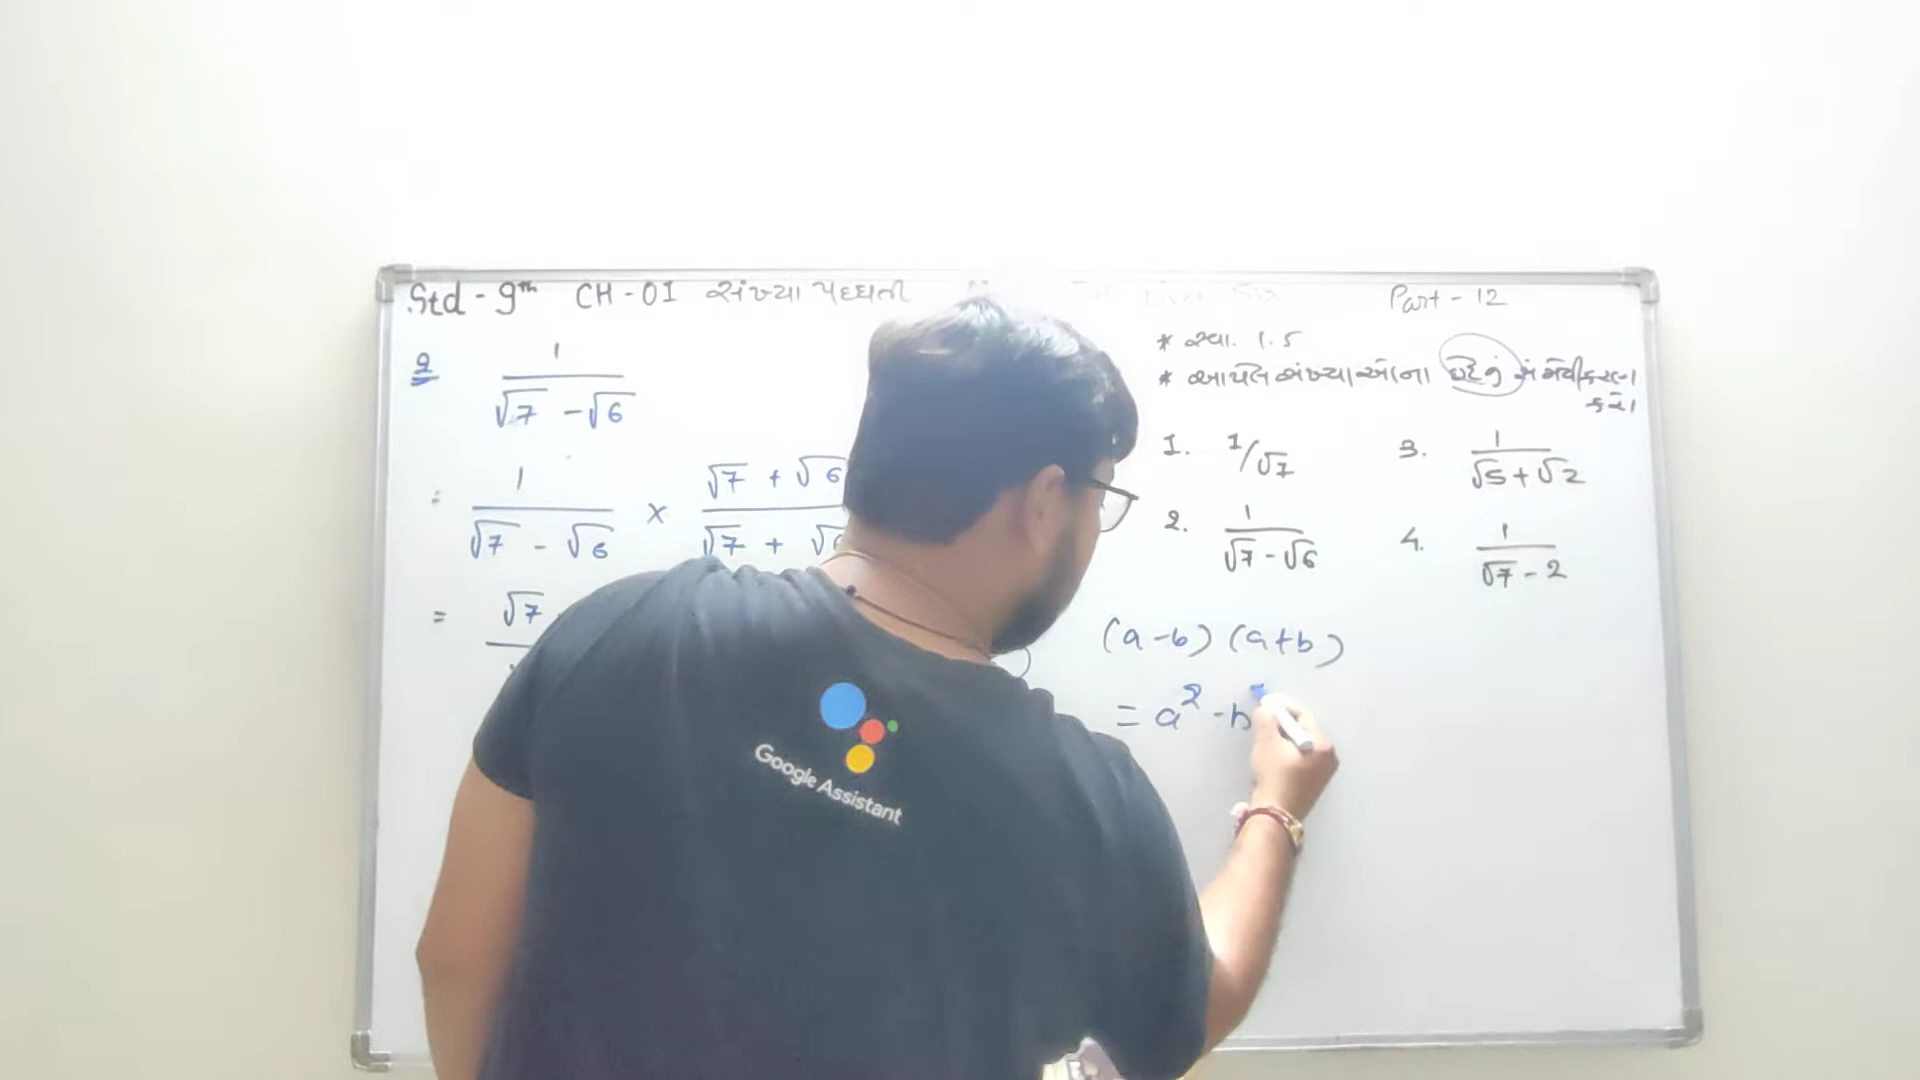 Std - 9th CH - 01 સંખ્યા પદ્ધતી Part - 12
2
1
√7 - √6
: 1 / √7 - √6 × √7 + √6 / √7 + √6
= √7
* સ્વા. 1.5
* આપેલ સંખ્યાઓના છેદનું સંમેયીકરણ
કરો
1. 1/√7
2. 1 / √7 - √6
3. 1 / √5 + √2
4. 1 / √7 - 2
(a - b) (a + b)
= a² - b
Google Assistant